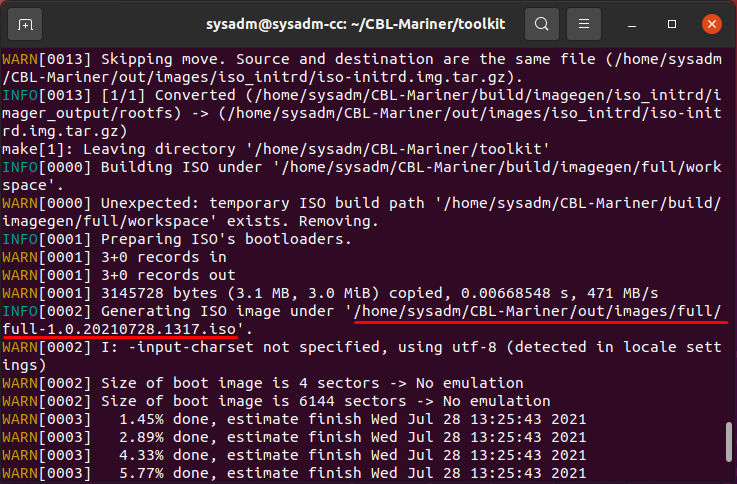 sysadm@sysadm-cc: ~/CBL-Mariner/toolkit
WARN[0013] Skipping move. Source and destination are the same file (/home/sysadm
/CBL-Mariner/out/images/iso_initrd/iso-initrd.img.tar.gz).
INFO[0013] [1/1] Converted (/home/sysadm/CBL-Mariner/build/imagegen/iso_initrd/i
mager_output/rootfs) -> (/home/sysadm/CBL-Mariner/out/images/iso_initrd/iso-init
rd.img.tar.gz)
make[1]: Leaving directory '/home/sysadm/CBL-Mariner/toolkit'
INFO[0000] Building ISO under '/home/sysadm/CBL-Mariner/build/imagegen/full/work
space'.
WARN[0000] Unexpected: temporary ISO build path '/home/sysadm/CBL-Mariner/build/
imagegen/full/workspace' exists. Removing.
INFO[0001] Preparing ISO's bootloaders.
WARN[0001] 3+0 records in
WARN[0001] 3+0 records out
WARN[0001] 3145728 bytes (3.1 MB, 3.0 MiB) copied, 0.00668548 s, 471 MB/s
INFO[0002] Generating ISO image under '/home/sysadm/CBL-Mariner/out/images/full/
full-1.0.20210728.1317.iso'.
WARN[0002] I: -input-charset not specified, using utf-8 (detected in locale sett
ings)
WARN[0002] Size of boot image is 4 sectors -> No emulation
WARN[0002] Size of boot image is 6144 sectors -> No emulation
WARN[0003]   1.45% done, estimate finish Wed Jul 28 13:25:43 2021
WARN[0003]   2.89% done, estimate finish Wed Jul 28 13:25:43 2021
WARN[0003]   4.33% done, estimate finish Wed Jul 28 13:25:43 2021
WARN[0003]   5.77% done, estimate finish Wed Jul 28 13:25:43 2021